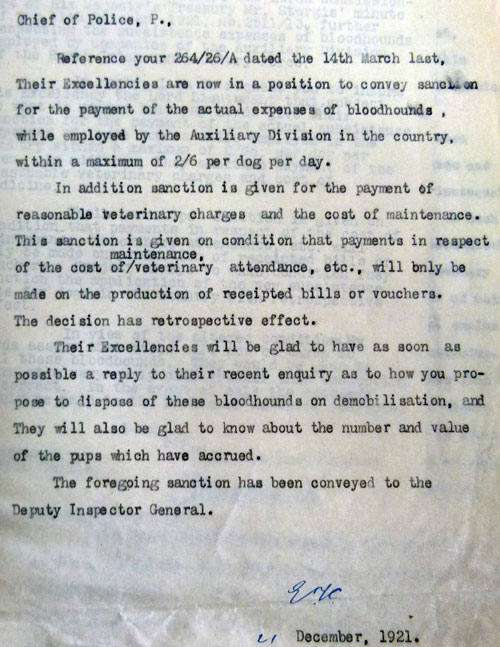 Chief of Police, P.,
Reference your 264/26/A dated the 14th March last,
Their Excellencies are now in a position to convey sanction
for the payment of the actual expenses of bloodhounds ,
while employed by the Auxiliary Division in the country,
within a maximum of 2/6 per dog per day.
In addition sanction is given for the payment of
reasonable veterinary charges and the cost of maintenance.
This sanction is given on condition that payments in respect
maintenance,
of the cost of/veterinary attendance, etc., will bnly be
made on the production of receipted bills or vouchers.
The decision has retrospective effect.
Their Excellencies will be glad to have as soon as
possible a reply to their recent enquiry as to how you pro-
pose to dispose of these bloodhounds on demobilisation, and
They will also be glad to know about the number and value
of the pups which have accrued.
The foregoing sanction has been conveyed to the
Deputy Inspector General.
December, 1921.